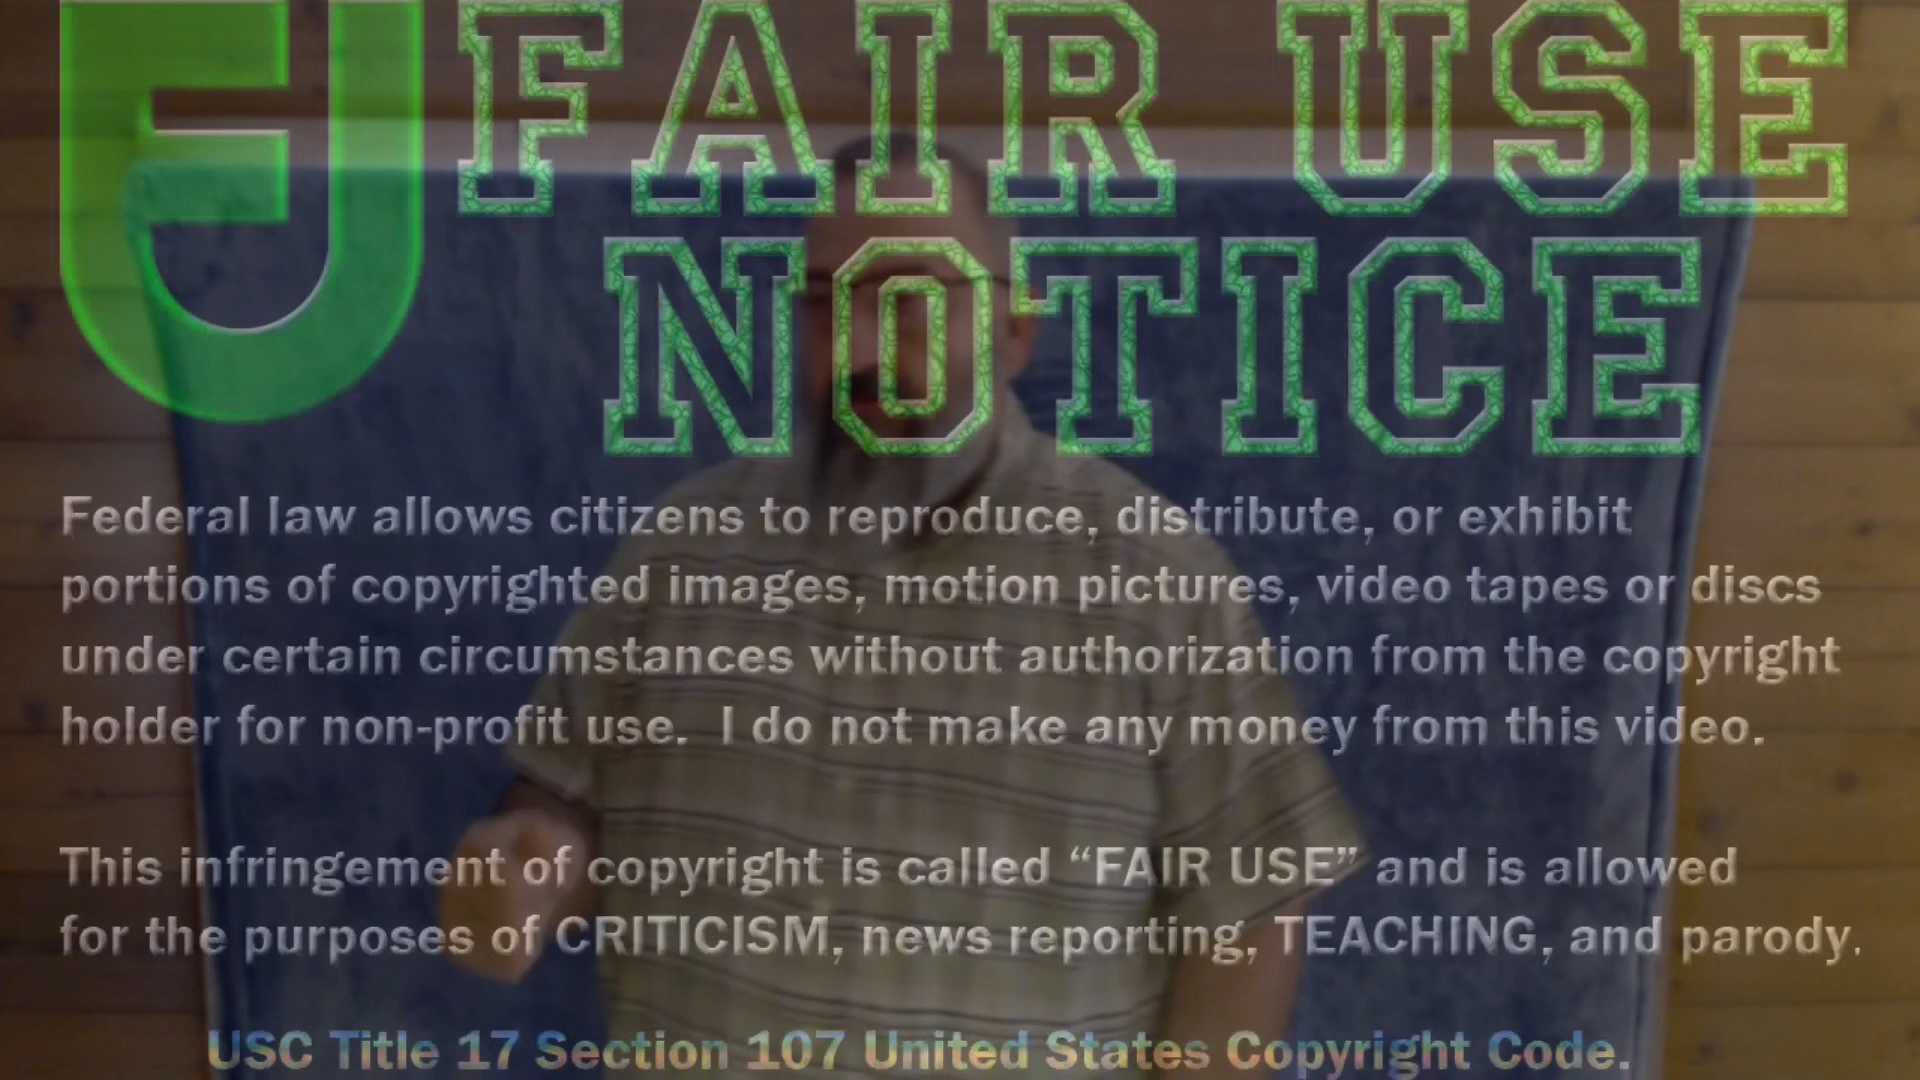 FAIR USE
NOTICE
Federal law allows citizens to reproduce, distribute, or exhibit
portions of copyrighted images, motion pictures, video tapes or discs
under certain circumstances without authorization from the copyright
holder for non-profit use.  I do not make any money from this video.
This infringement of copyright is called “FAIR USE” and is allowed
for the purposes of CRITICISM, news reporting, TEACHING, and parody.
USC Title 17 Section 107 United States Copyright Code.